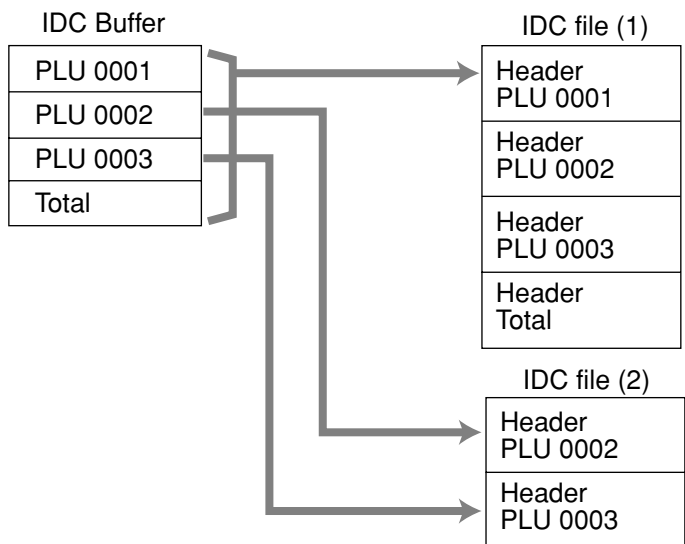 IDC Buffer
PLU 0001
PLU 0002
PLU 0003
Total
IDC file (1)
Header
PLU 0001
Header
PLU 0002
Header
PLU 0003
Header
Total
IDC file (2)
Header
PLU 0002
Header
PLU 0003